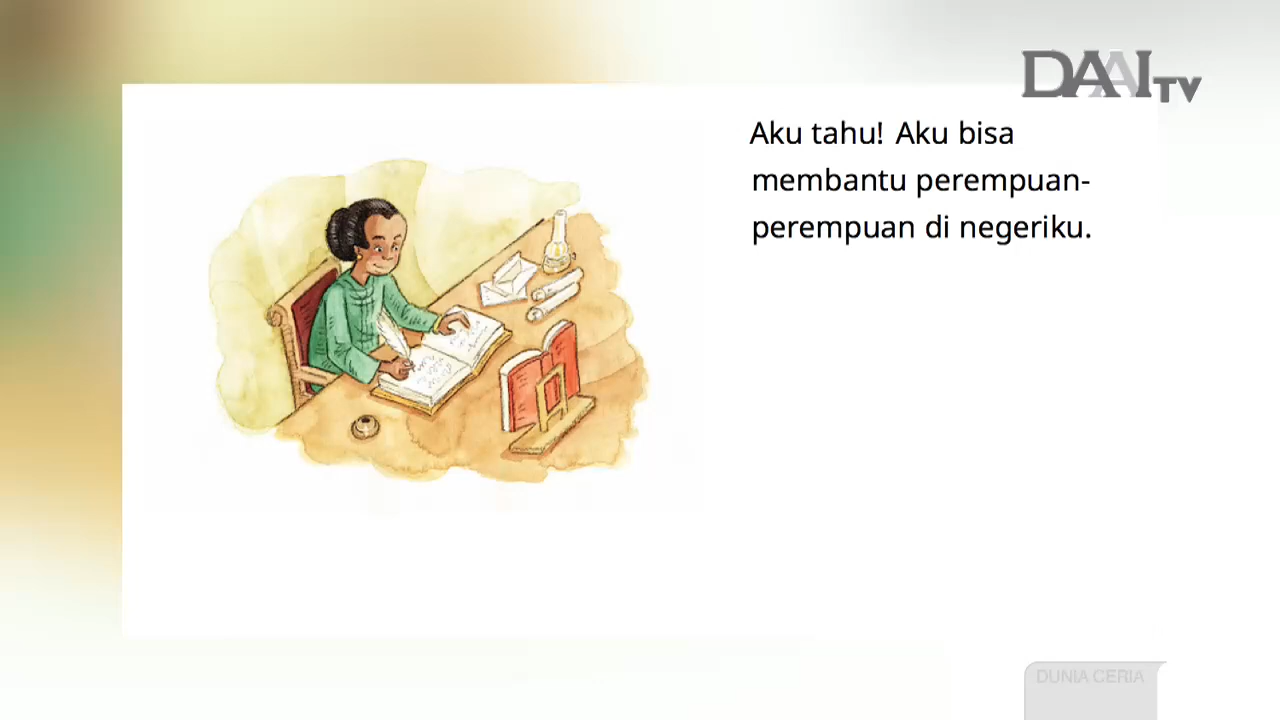 DAAI TV
Aku tahu! Aku bisa
membantu perempuan-
perempuan di negeriku.
DUNIA CERIA